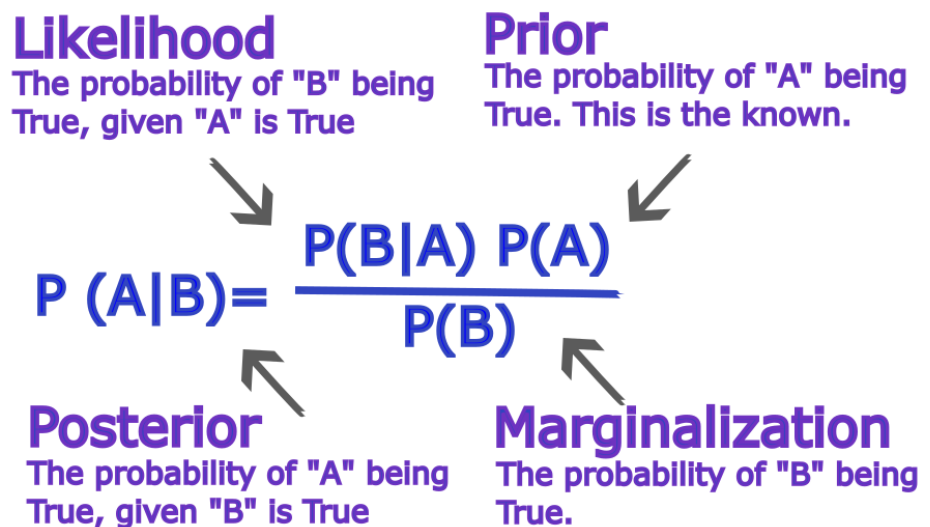 Likelihood
The probability of "B" being
True, given "A" is True
Prior
The probability of "A" being
True. This is the known.
P(B|A) P(A)
P (A|B)=
P(B)
Posterior
The probability of "A" being
True, given "B" is True
Marginalization
The probability of "B" being
True.